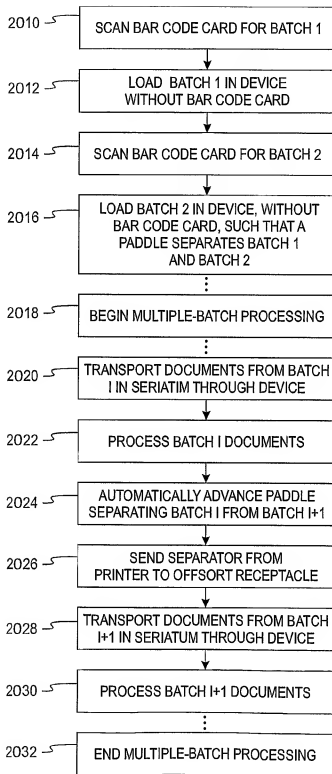 2010
SCAN BAR CODE CARD FOR BATCH 1
2012
LOAD BATCH 1 IN DEVICE
WITHOUT BAR CODE CARD
2014
SCAN BAR CODE CARD FOR BATCH 2
2016
LOAD BATCH 2 IN DEVICE, WITHOUT
BAR CODE CARD, SUCH THAT A
PADDLE SEPARATES BATCH 1
AND BATCH 2
2018
BEGIN MULTIPLE-BATCH PROCESSING
2020
TRANSPORT DOCUMENTS FROM BATCH
I IN SERIATIM THROUGH DEVICE
2022
PROCESS BATCH I DOCUMENTS
2024
AUTOMATICALLY ADVANCE PADDLE
SEPARATING BATCH I FROM BATCH I+1
2026
SEND SEPARATOR FROM
PRINTER TO OFFSORT RECEPTACLE
2028
TRANSPORT DOCUMENTS FROM BATCH
I+1 IN SERIATUM THROUGH DEVICE
2030
PROCESS BATCH I+1 DOCUMENTS
2032
END MULTIPLE-BATCH PROCESSING